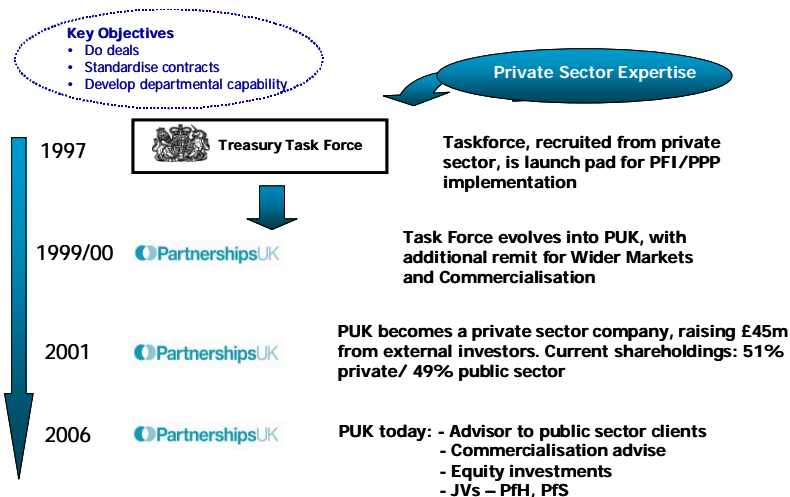 Key Objectives
• Do deals
• Standardise contracts
• Develop departmental capability
Private Sector Expertise
1997
Treasury Task Force
Taskforce, recruited from private
sector, is launch pad for PFI/PPP
implementation
1999/00
PartnershipsUK
Task Force evolves into PUK, with
additional remit for Wider Markets
and Commercialisation
2001
PartnershipsUK
PUK becomes a private sector company, raising £45m
from external investors. Current shareholdings: 51%
private/ 49% public sector
2006
PartnershipsUK
PUK today: - Advisor to public sector clients
- Commercialisation advise
- Equity investments
- JVs – PfH, PfS